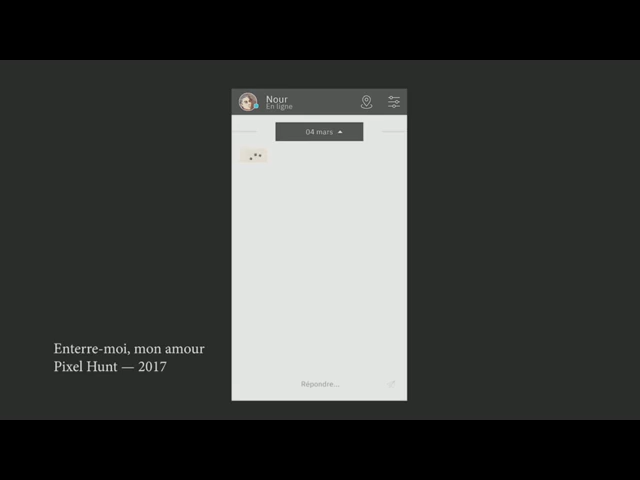 Nour
En ligne
04 mars
Enterre-moi, mon amour
Pixel Hunt — 2017
Répondre...